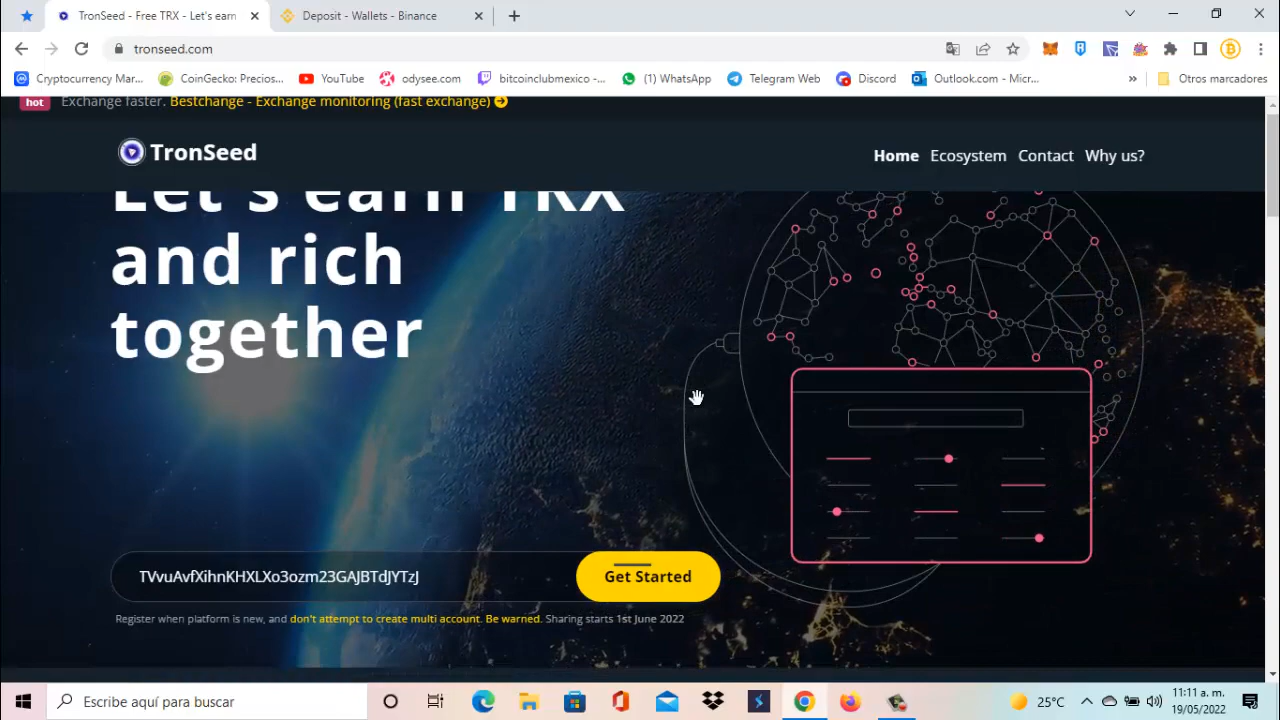 TronSeed - Free TRX - Let's earn
Deposit - Wallets - Binance
tronseed.com
Cryptocurrency Mar...
CoinGecko: Precios...
YouTube
odysee.com
bitcoinclubmexico - ...
(1) WhatsApp
Telegram Web
Discord
Outlook.com - Micr...
»
Otros marcadores
hot Exchange faster. Bestchange - Exchange monitoring (fast exchange)
TronSeed
Home Ecosystem Contact Why us?
Let's earn TRX
and rich
together
TVvuAvfXihnKHXLXo3ozm23GAJBTdJYTzJ
Get Started
Register when platform is new, and don't attempt to create multi account. Be warned. Sharing starts 1st June 2022
Escribe aquí para buscar
25°C
11:11 a. m.
19/05/2022